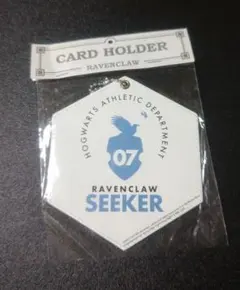 CARD HOLDER
RAVENCLAW
HOGWARTS ATHLETIC DEPARTMENT
07
RAVENCLAW
SEEKER